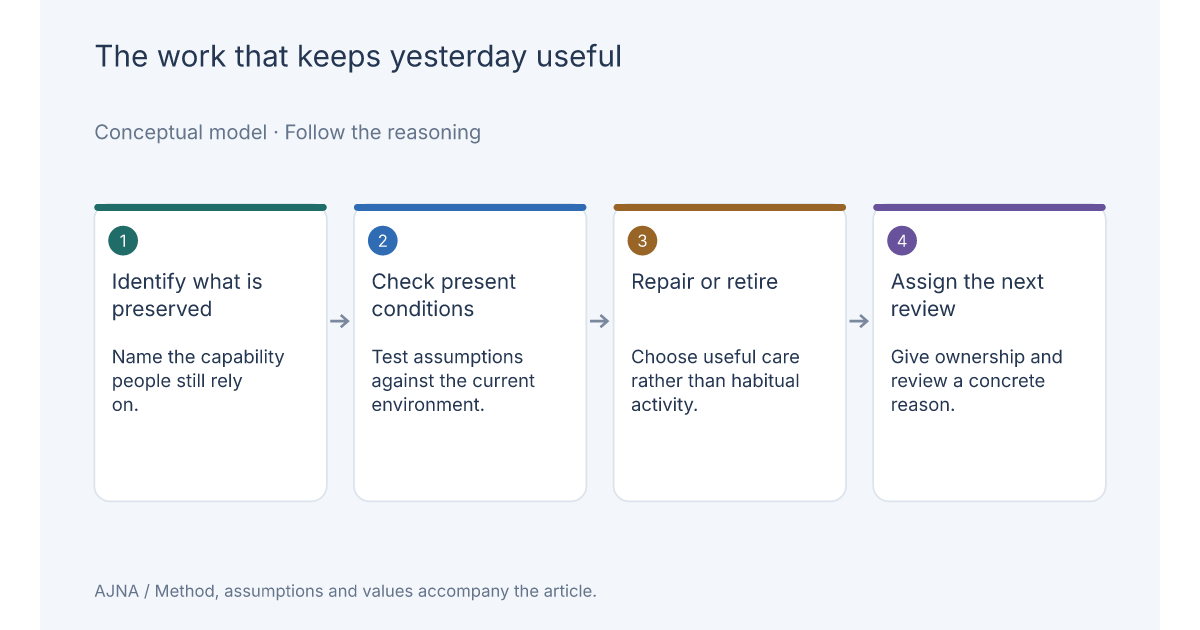 The work that keeps yesterday useful
Conceptual model · Follow the reasoning
1
Identify what is
preserved
Name the capability
people still rely
on.
2
Check present
conditions
Test assumptions
against the current
environment.
3
Repair or retire
Choose useful care
rather than habitual
activity.
4
Assign the next
review
Give ownership and
review a concrete
reason.
AJNA / Method, assumptions and values accompany the article.